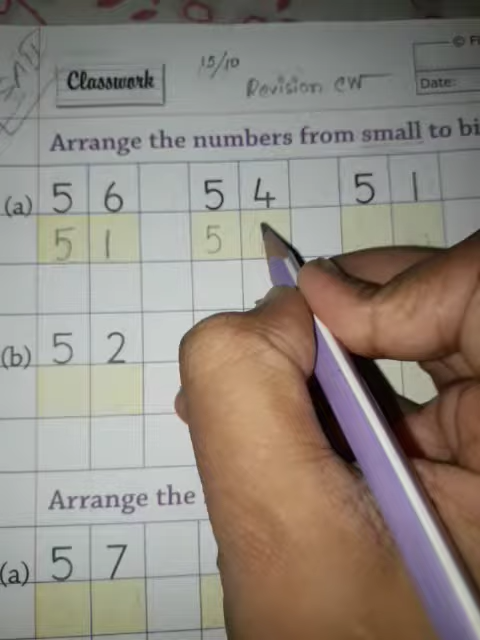 © Fl
Classwork 15/10 Revision CW
Date:
Arrange the numbers from small to bi
(a) 5 6 5 4 5 1
5 1 5
(b) 5 2
Arrange the
(a) 5 7